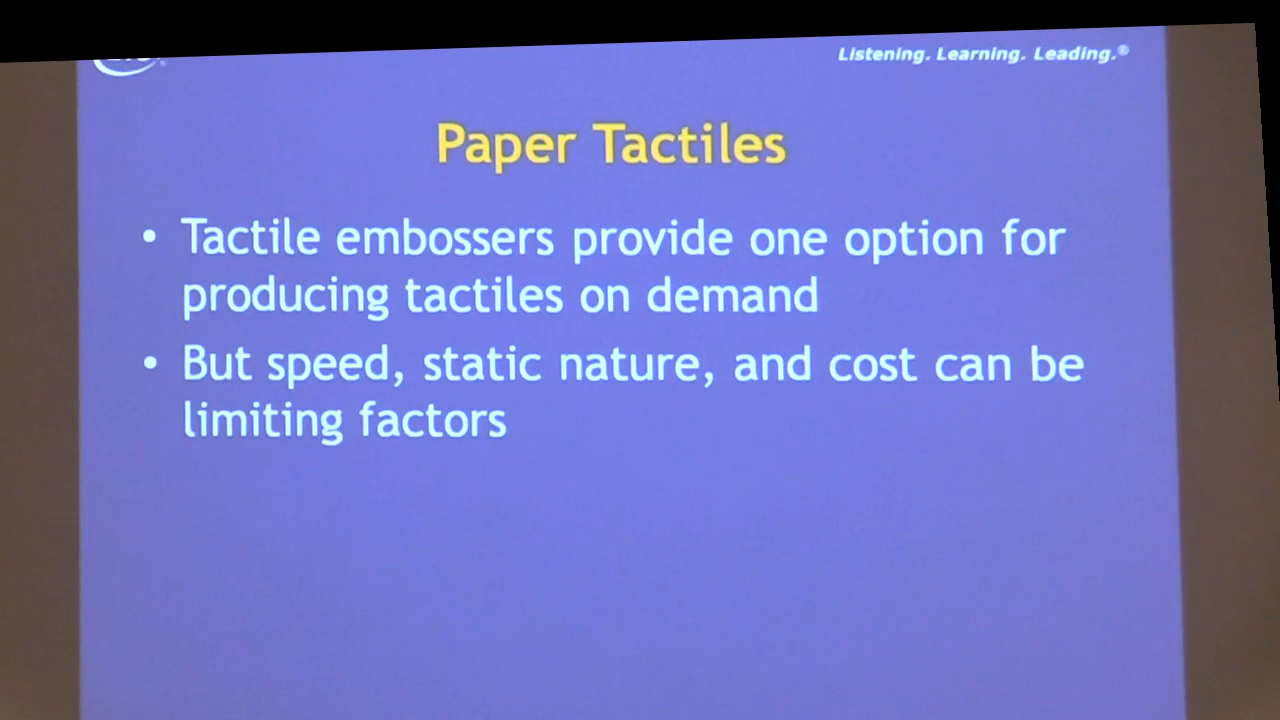 Listening. Learning. Leading.®
Paper Tactiles
• Tactile embossers provide one option for
producing tactiles on demand
• But speed, static nature, and cost can be
limiting factors